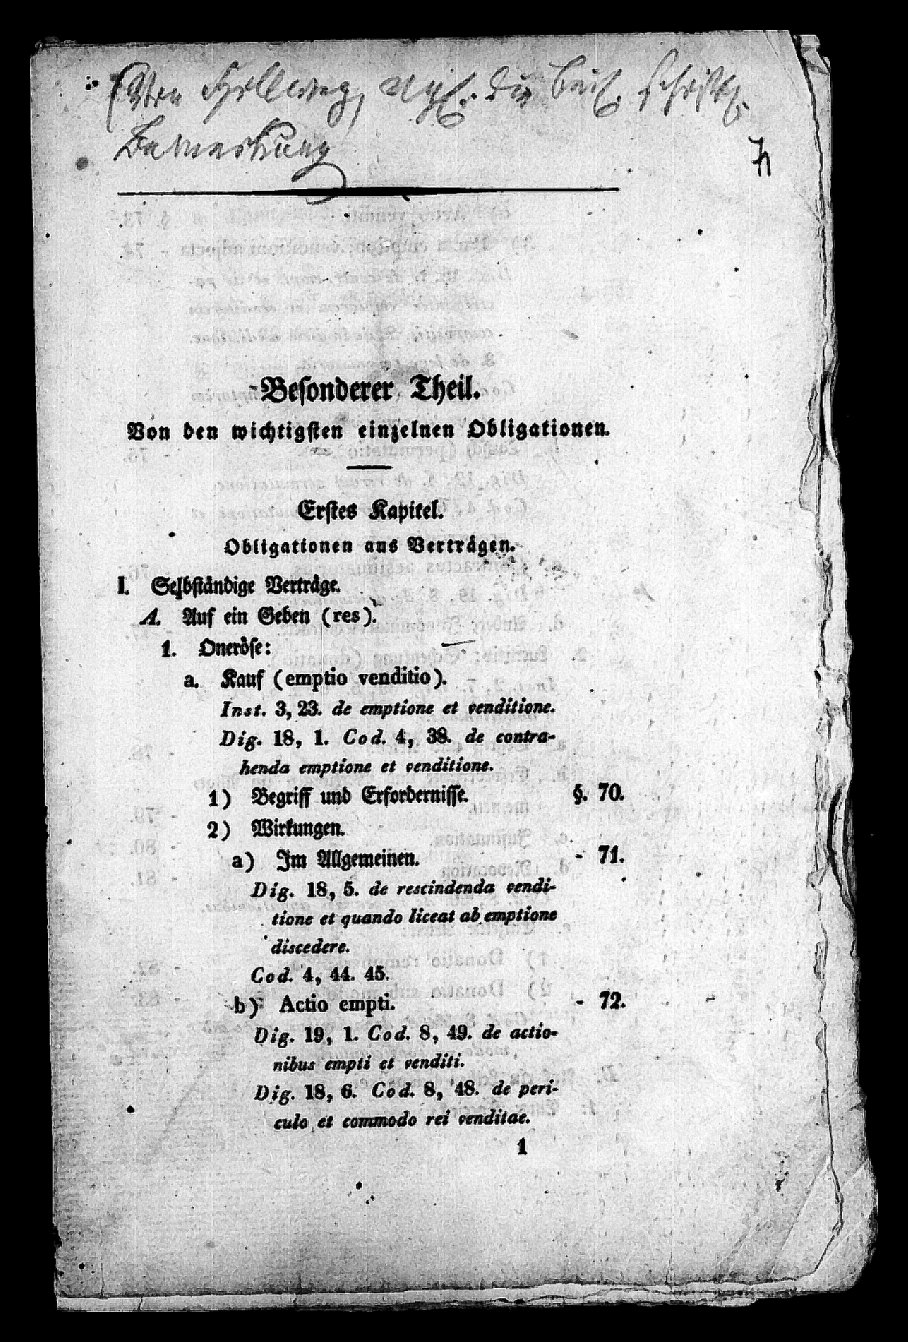 (Von Hellweg, vgl. die
Bemerkung
Besonderer Theil.
Von den wichtigsten einzelnen Obligationen.
Erstes Kapitel.
Obligationen aus Verträgen.
I. Selbständige Verträge.
A. Auf ein Geben (res).
1. Oneröse:
a. Kauf (emptio venditio).
Inst. 3, 23. de emptione et venditione.
Dig. 18, 1. Cod. 4, 38. de contra-
henda emptione et venditione.
1) Begriff und Erfordernisse. §. 70.
2) Wirkungen.
a) Im Allgemeinen. - 71.
Dig. 18, 5. de rescindenda vendi-
tione et quando liceat ab emptione
discedere.
Cod. 4, 44. 45.
b) Actio empti. - 72.
Dig. 19, 1. Cod. 8, 49. de actio-
nibus empti et venditi.
Dig. 18, 6. Cod. 8, 48. de peri-
culo et commodo rei venditae.
1